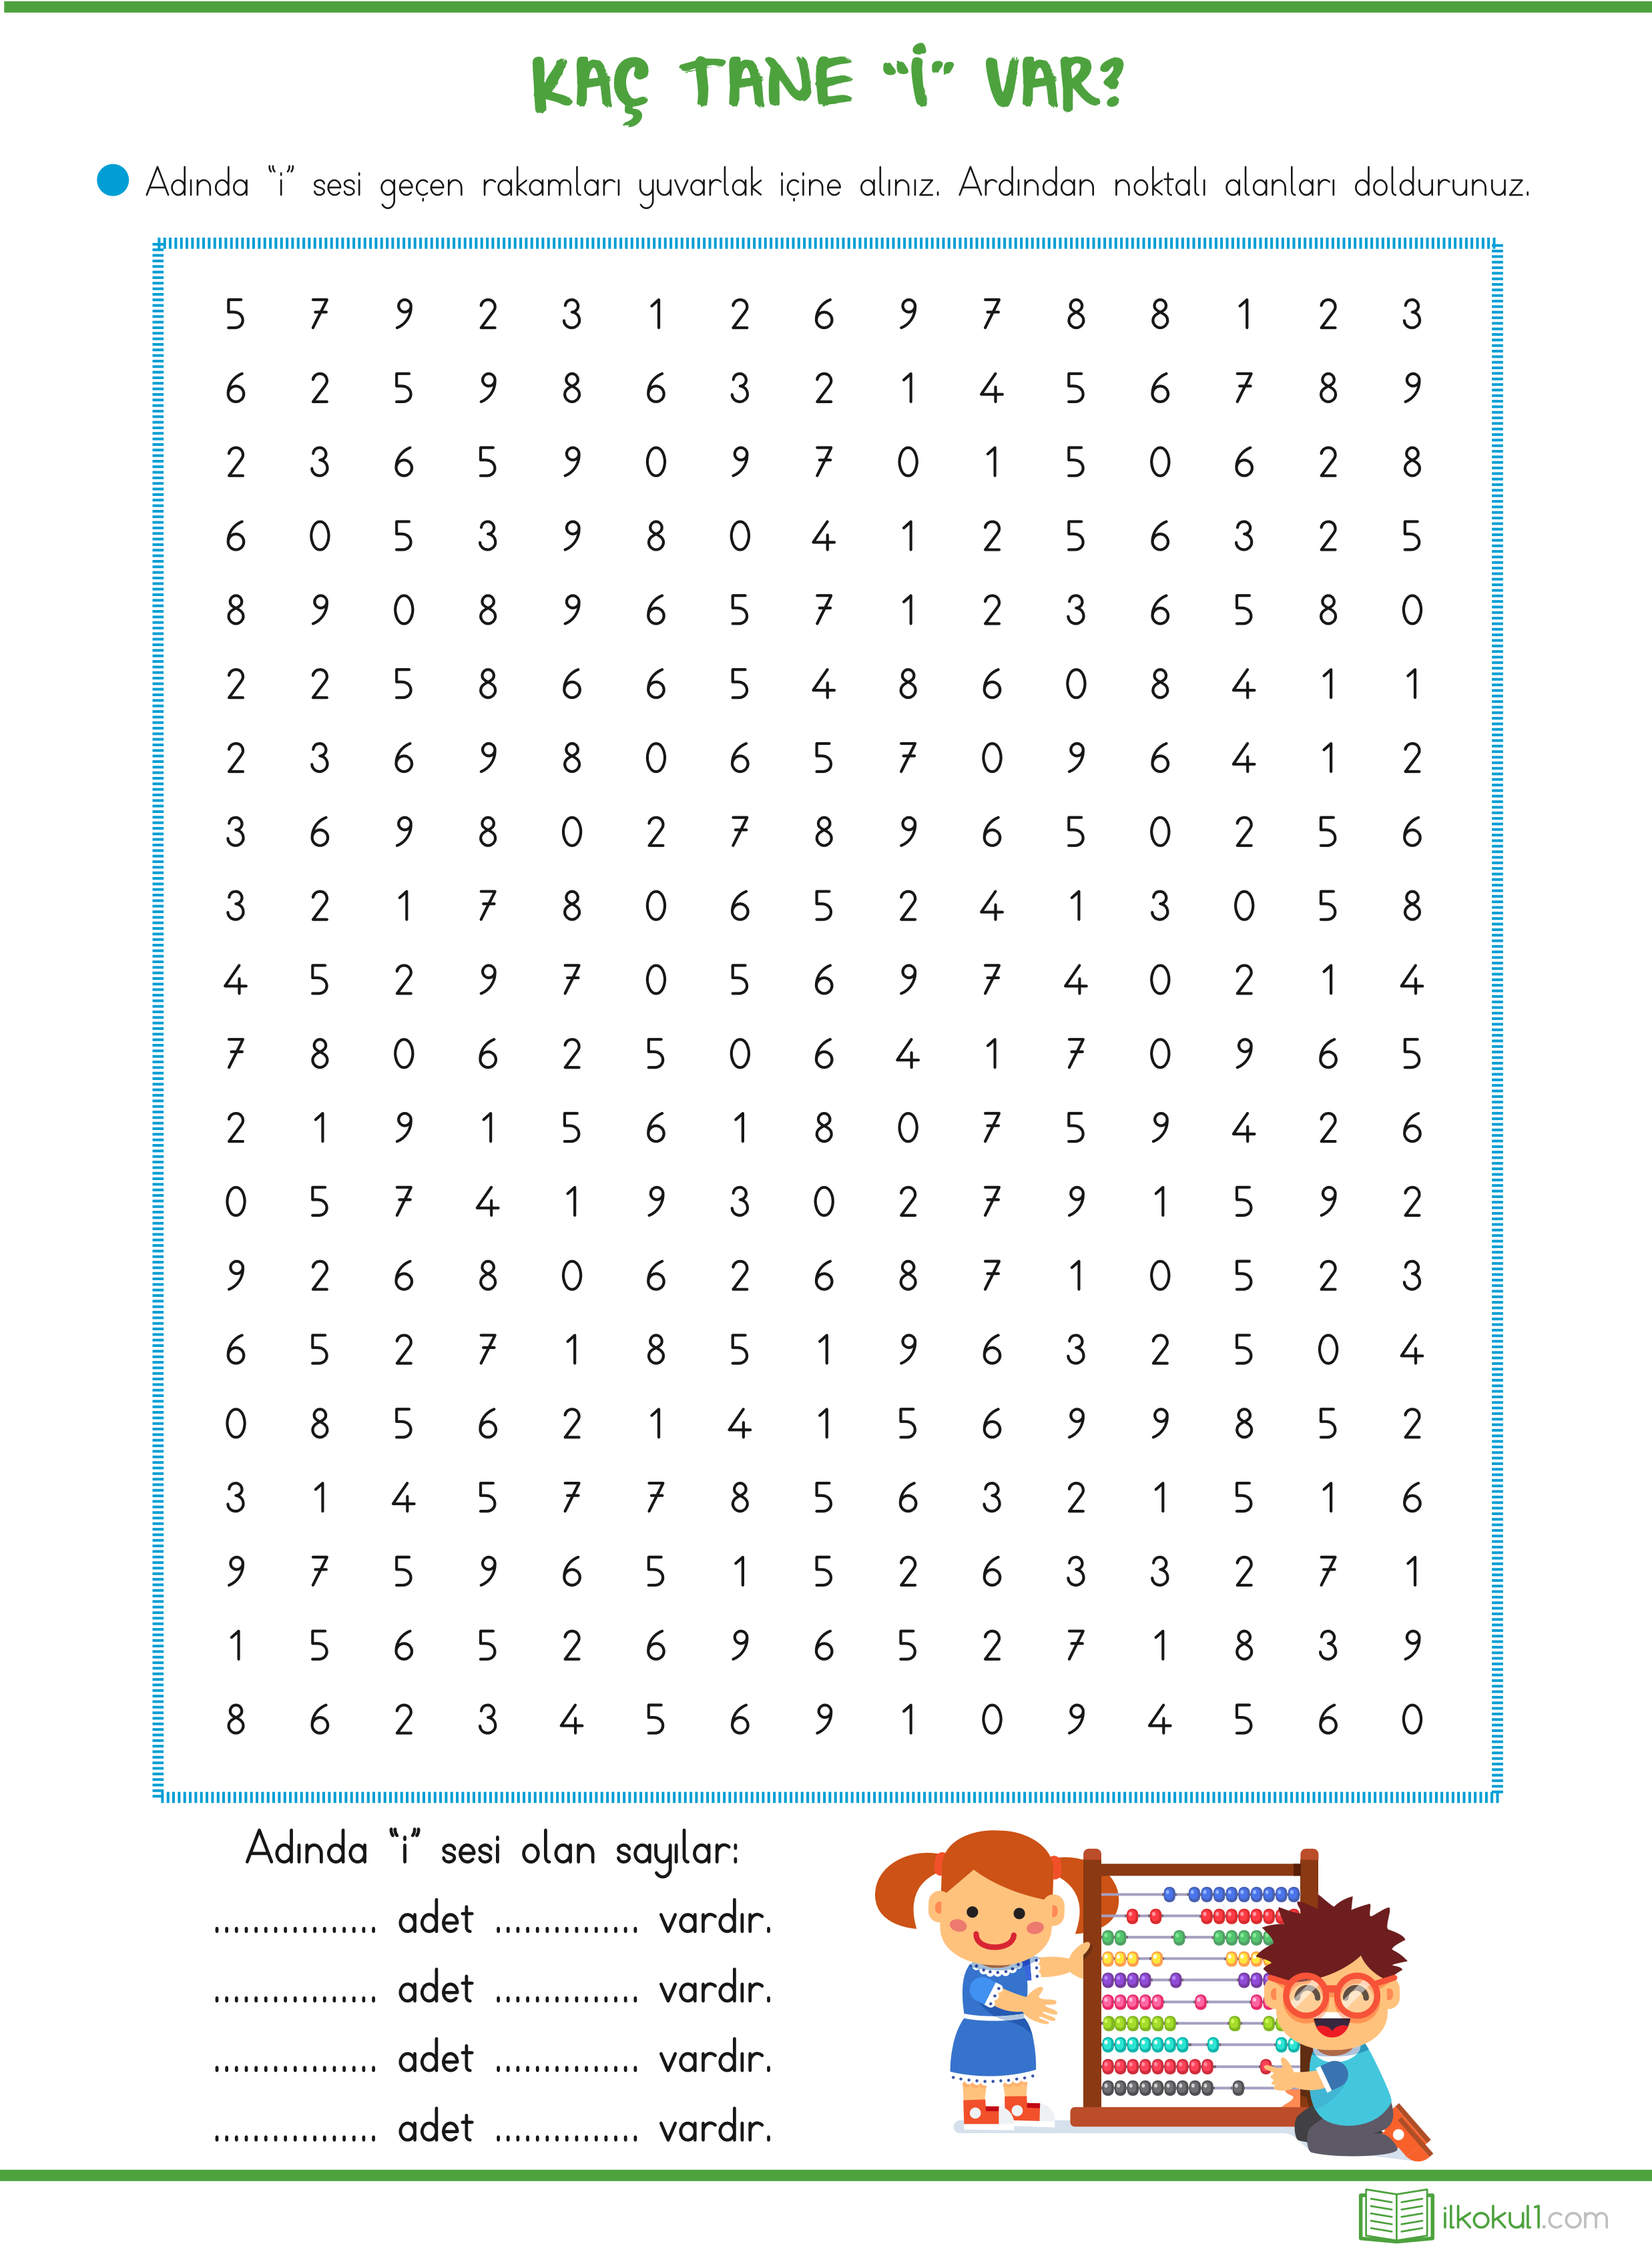 KAÇ TANE “İ” VAR?
Adında “i” sesi geçen rakamları yuvarlak içine alınız. Ardından noktalı alanları doldurunuz.
5 7 9 2 3 1 2 6 9 7 8 8 1 2 3
6 2 5 9 8 6 3 2 1 4 5 6 7 8 9
2 3 6 5 9 0 9 7 0 1 5 0 6 2 8
6 0 5 3 9 8 0 4 1 2 5 6 3 2 5
8 9 0 8 9 6 5 7 1 2 3 6 5 8 0
2 2 5 8 6 6 5 4 8 6 0 8 4 1 1
2 3 6 9 8 0 6 5 7 0 9 6 4 1 2
3 6 9 8 0 2 7 8 9 6 5 0 2 5 6
3 2 1 7 8 0 6 5 2 4 1 3 0 5 8
4 5 2 9 7 0 5 6 9 7 4 0 2 1 4
7 8 0 6 2 5 0 6 4 1 7 0 9 6 5
2 1 9 1 5 6 1 8 0 7 5 9 4 2 6
0 5 7 4 1 9 3 0 2 7 9 1 5 9 2
9 2 6 8 0 6 2 6 8 7 1 0 5 2 3
6 5 2 7 1 8 5 1 9 6 3 2 5 0 4
0 8 5 6 2 1 4 1 5 6 9 9 8 5 2
3 1 4 5 7 7 8 5 6 3 2 1 5 1 6
9 7 5 9 6 5 1 5 2 6 3 3 2 7 1
1 5 6 5 2 6 9 6 5 2 7 1 8 3 9
8 6 2 3 4 5 6 9 1 0 9 4 5 6 0
Adında “i” sesi olan sayılar:
................. adet ............... vardır.
................. adet ............... vardır.
................. adet ............... vardır.
................. adet ............... vardır.
ilkokul1.com